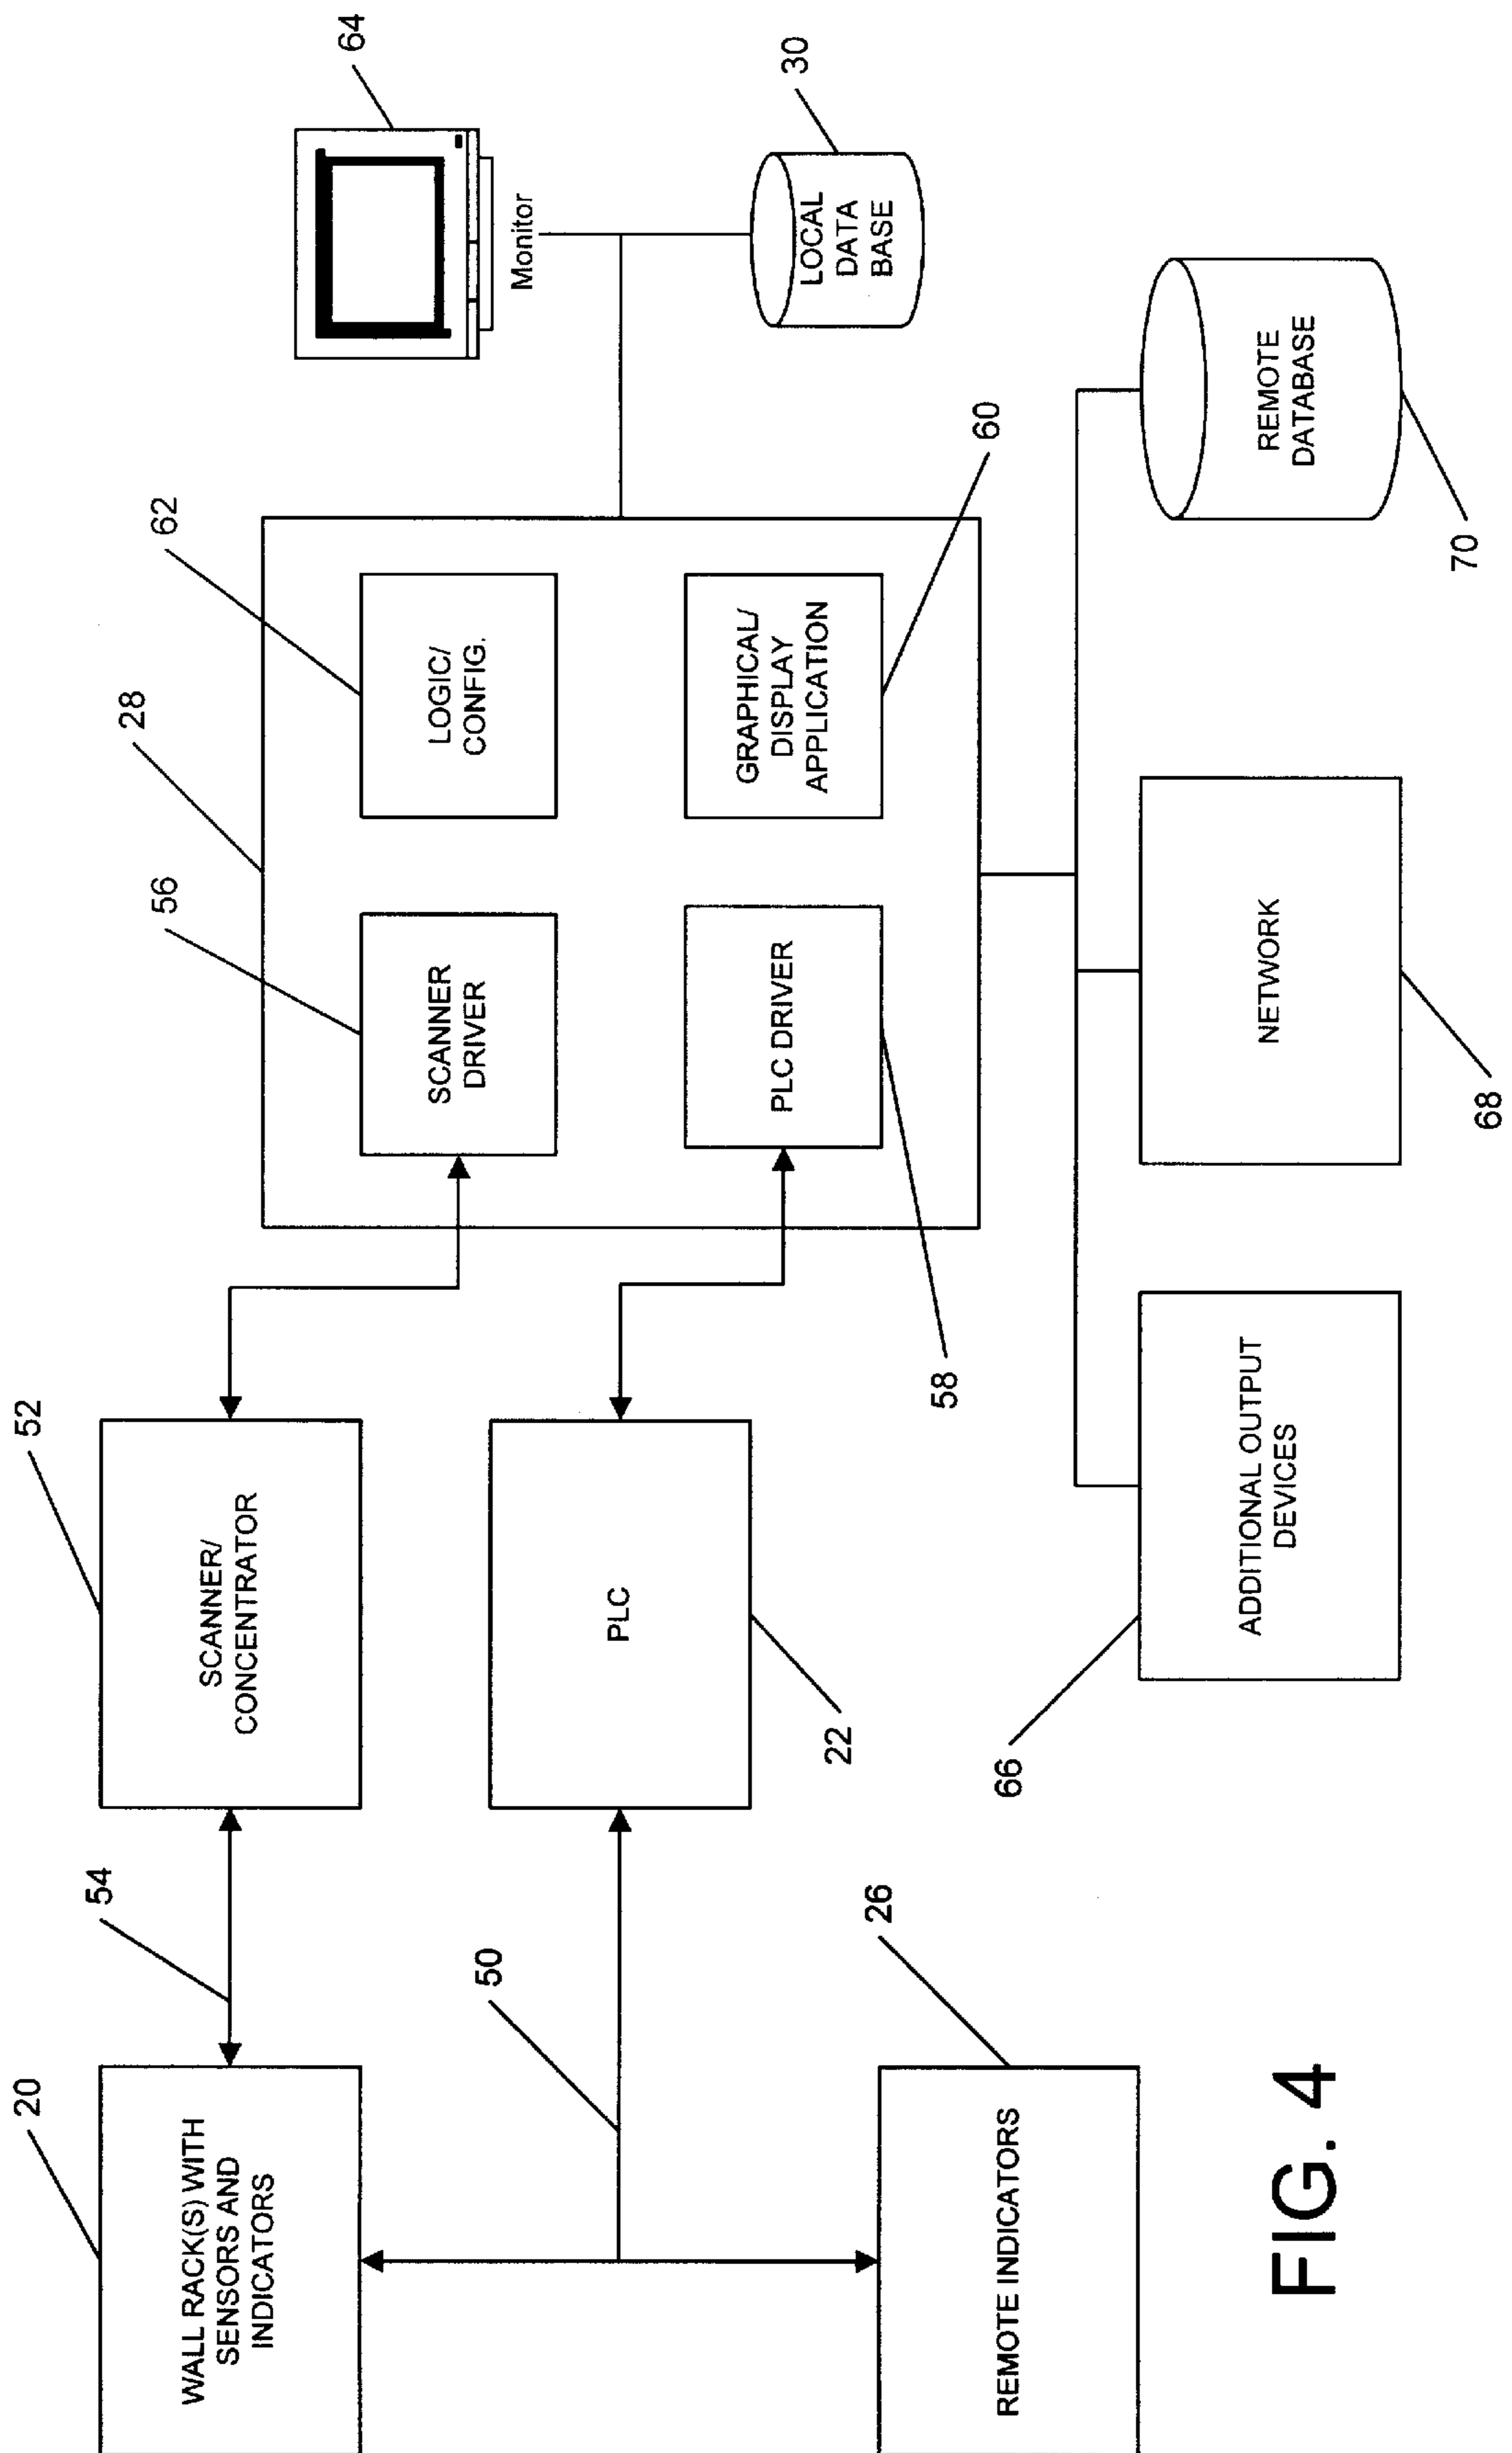 20
WALL RACK(S) WITH
SENSORS AND
INDICATORS
54
52
SCANNER/
CONCENTRATOR
50
PLC
22
26
REMOTE INDICATORS
28
56
SCANNER
DRIVER
62
LOGIC/
CONFIG.
PLC DRIVER
58
GRAPHICAL/
DISPLAY
APPLICATION
60
64
Monitor
30
LOCAL
DATA
BASE
66
ADDITIONAL OUTPUT
DEVICES
NETWORK
68
REMOTE
DATABASE
70
FIG. 4